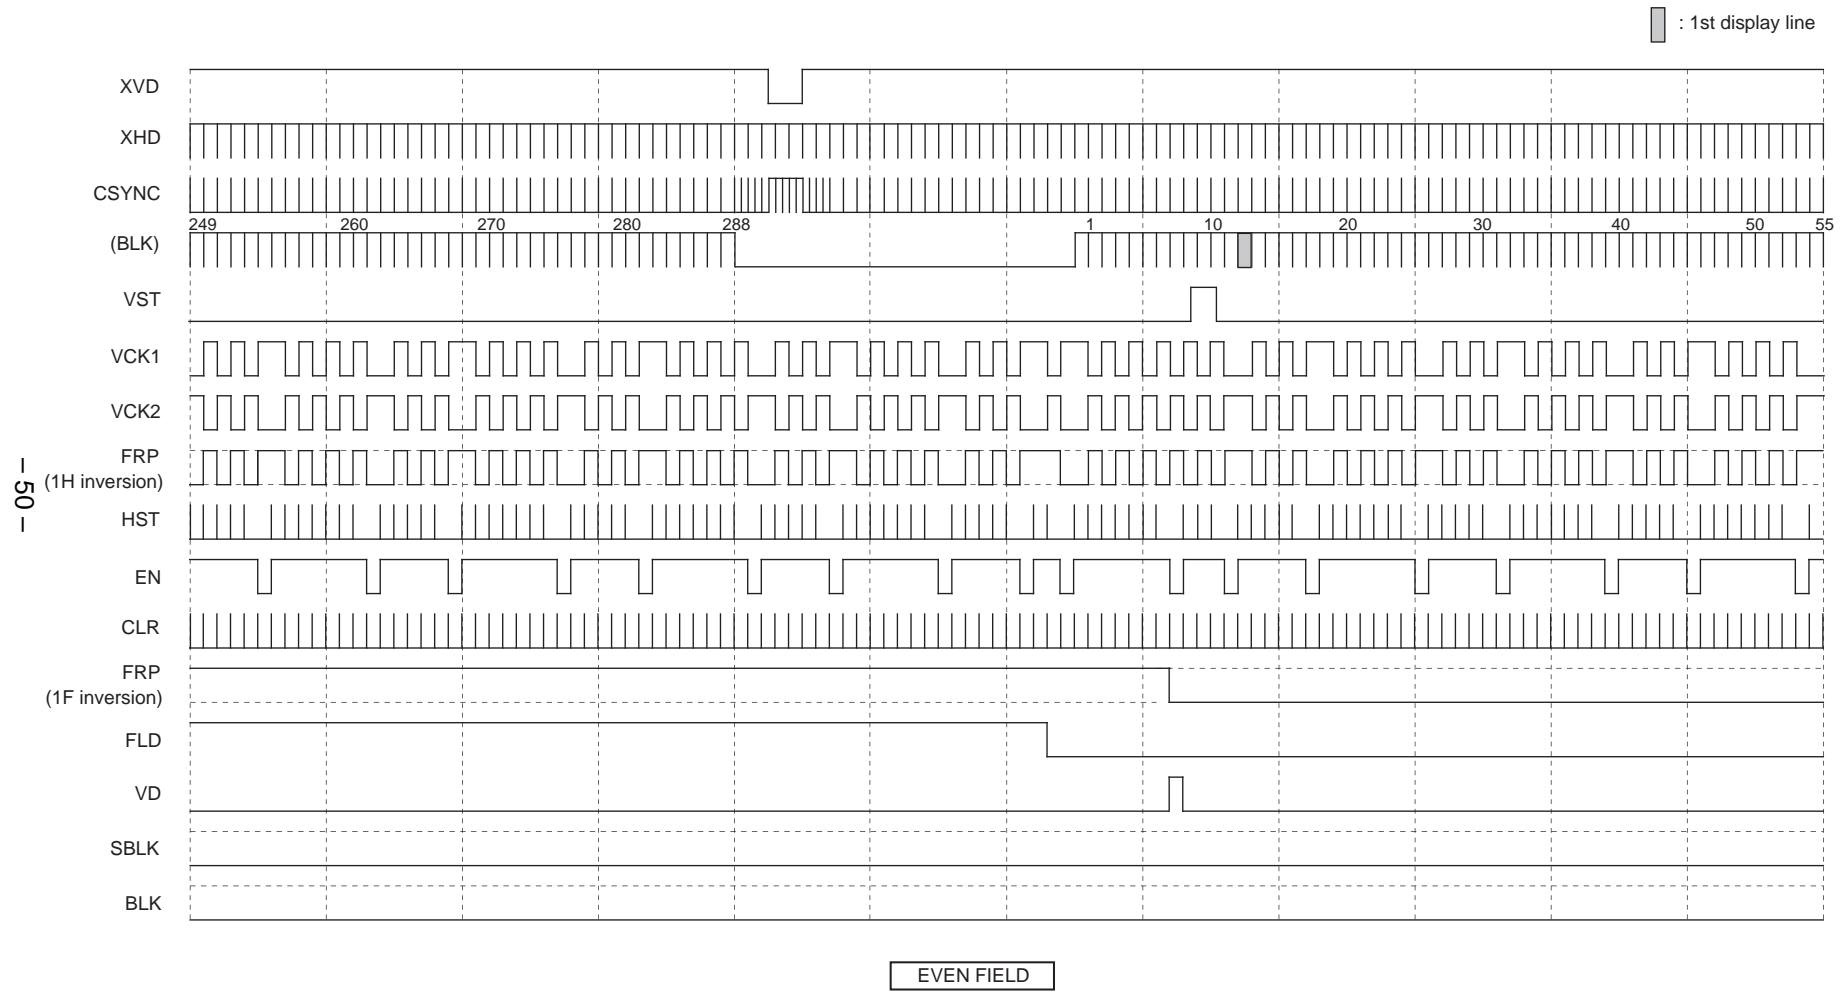 : 1st display line
XVD
XHD
CSYNC
249 260 270 280 288 1 10 20 30 40 50 55
(BLK)
VST
VCK1
VCK2
FRP
(1H inversion)
– 50 –
HST
EN
CLR
FRP
(1F inversion)
FLD
VD
SBLK
BLK
EVEN FIELD